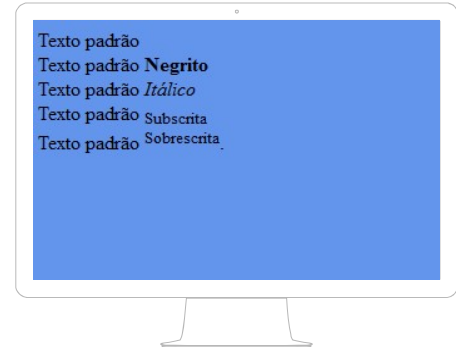 Texto padrão
Texto padrão Negrito
Texto padrão Itálico
Texto padrão Subscrita
Texto padrão Sobrescrita.